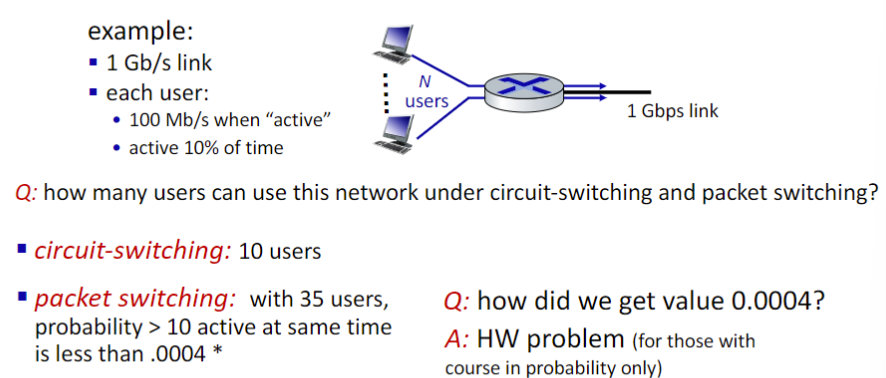 example:
▪ 1 Gb/s link
▪ each user:
• 100 Mb/s when “active”
• active 10% of time
N
users
1 Gbps link
Q: how many users can use this network under circuit-switching and packet switching?
▪ circuit-switching: 10 users
▪ packet switching: with 35 users,
probability > 10 active at same time
is less than .0004 *
Q: how did we get value 0.0004?
A: HW problem (for those with
course in probability only)